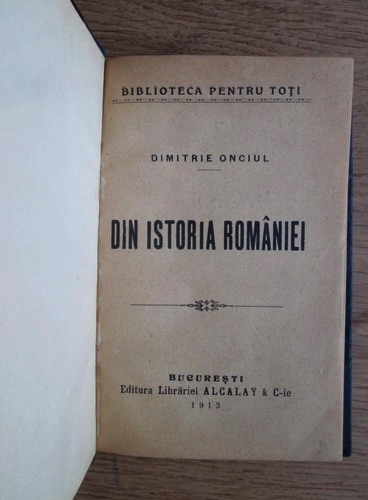 BIBLIOTECA PENTRU TOȚI
DIMITRIE ONCIUL
DIN ISTORIA ROMÂNIEI
BUCUREȘTI
Editura Librăriei ALCALAY & C-ie
1913